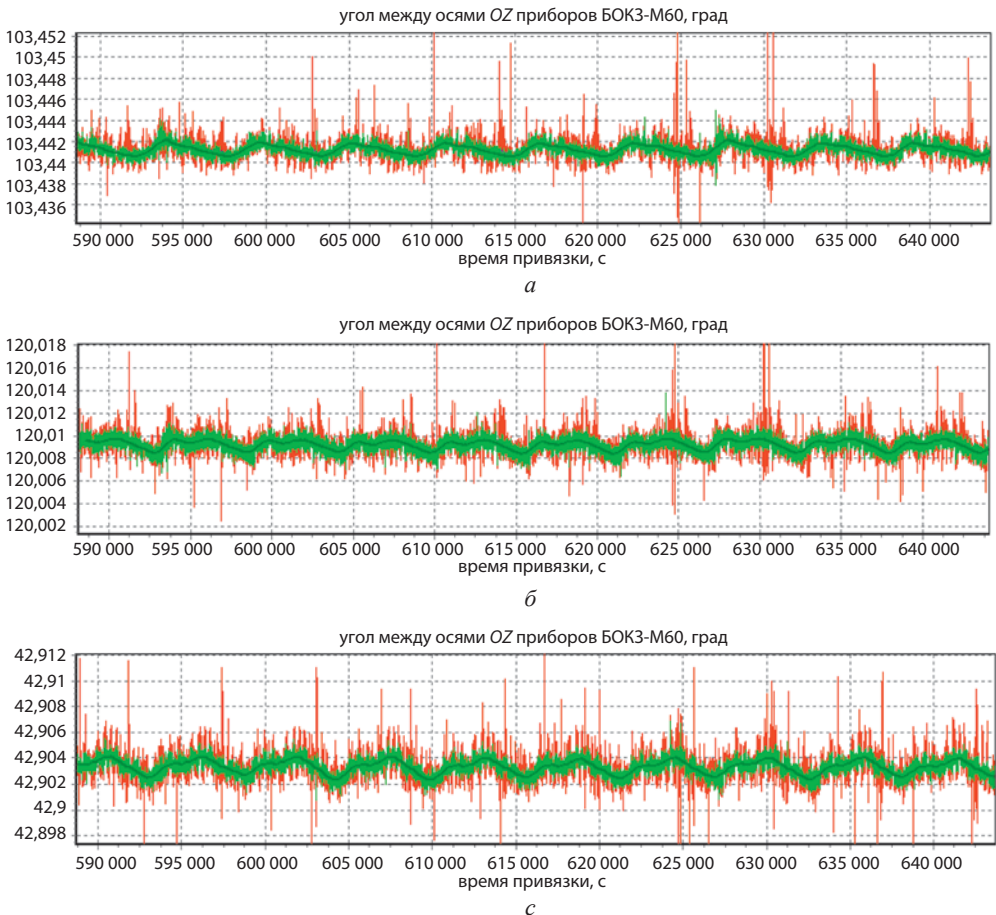 угол между осями OZ приборов БОКЗ-М60, град
103,452
103,45
103,448
103,446
103,444
103,442
103,44
103,438
103,436
590 000 595 000 600 000 605 000 610 000 615 000 620 000 625 000 630 000 635 000 640 000
время привязки, с
а
угол между осями OZ приборов БОКЗ-М60, град
120,018
120,016
120,014
120,012
120,01
120,008
120,006
120,004
120,002
590 000 595 000 600 000 605 000 610 000 615 000 620 000 625 000 630 000 635 000 640 000
время привязки, с
б
угол между осями OZ приборов БОКЗ-М60, град
42,912
42,91
42,908
42,906
42,904
42,902
42,9
42,898
590 000 595 000 600 000 605 000 610 000 615 000 620 000 625 000 630 000 635 000 640 000
время привязки, с
с